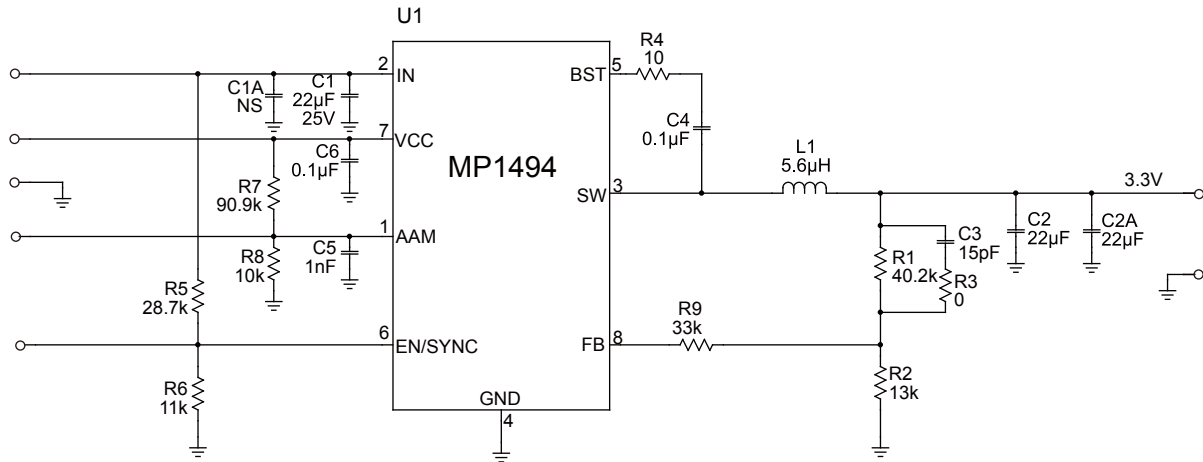 U1
2
IN
C1A
NS
C1
22µF
25V
7
VCC
C6
0.1µF
R7
90.9k
1
AAM
R8
10k
C5
1nF
R5
28.7k
6
EN/SYNC
R6
11k
MP1494
GND
4
BST
5
R4
10
C4
0.1µF
SW
3
L1
5.6µH
3.3V
C2
22µF
C2A
22µF
C3
15pF
R1
40.2k
R3
0
FB
8
R9
33k
R2
13k